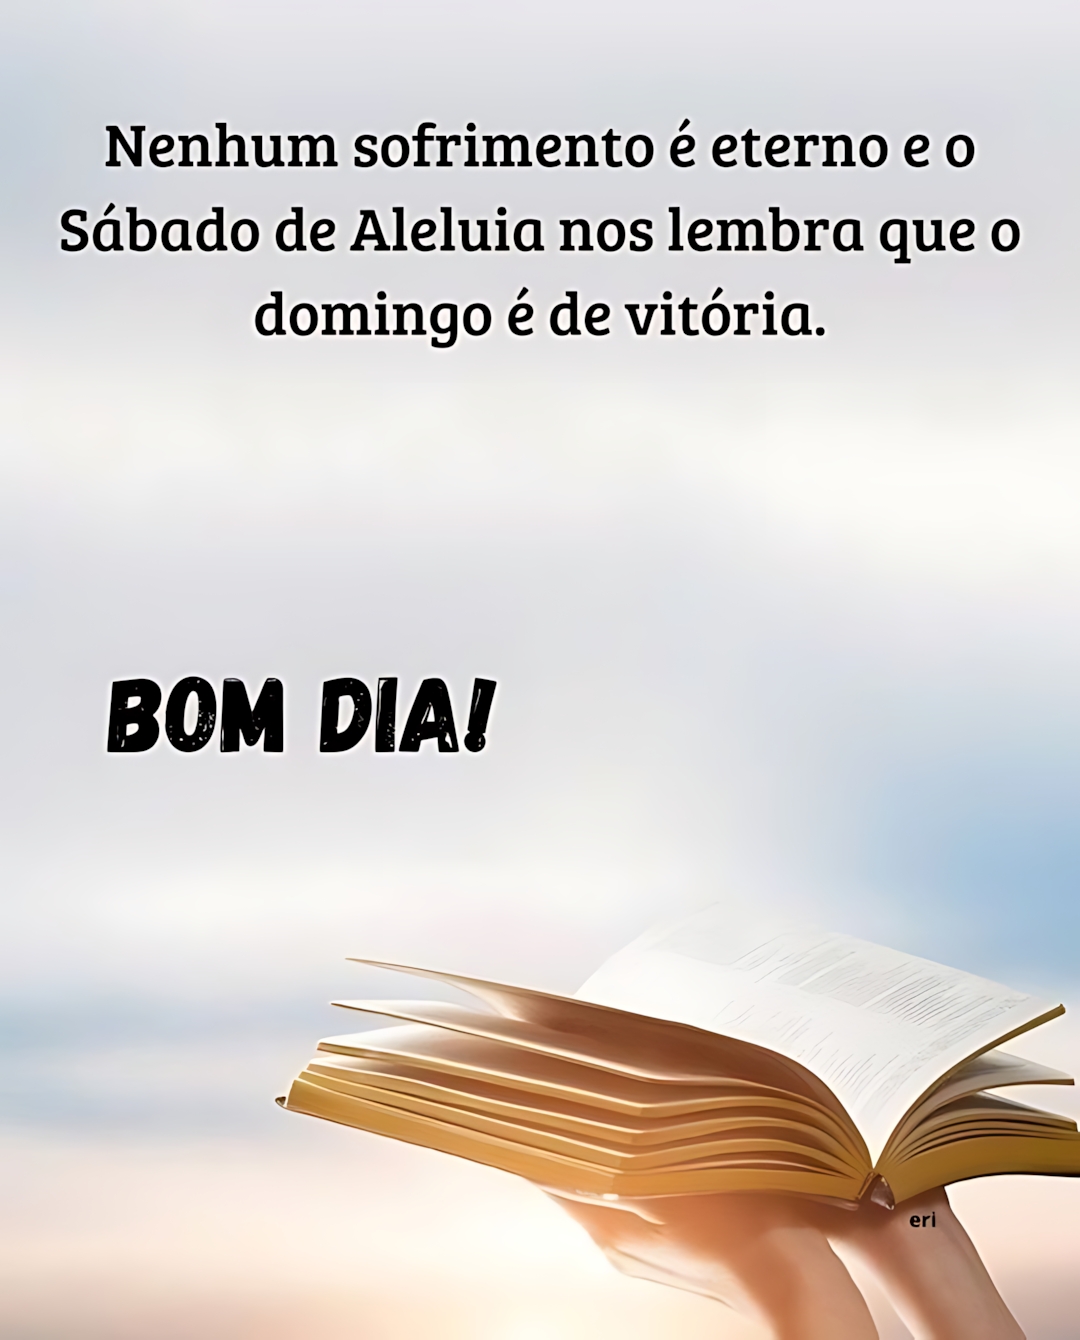 Nenhum sofrimento é eterno e o
Sábado de Aleluia nos lembra que o
domingo é de vitória.
BOM DIA!
eri